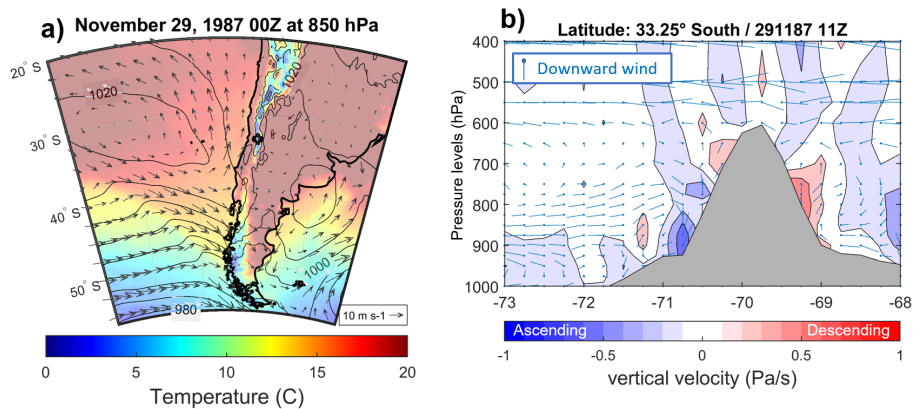 a) November 29, 1987 00Z at 850 hPa
20° S
30° S
40° S
50° S
1020
1020
1000
980
10 m s-1
0 5 10 15 20
Temperature (C)
b) Latitude: 33.25° South / 291187 11Z
Downward wind
Pressure levels (hPa)
400
500
600
700
800
900
1000
-73 -72 -71 -70 -69 -68
Ascending Descending
-1 -0.5 0 0.5 1
vertical velocity (Pa/s)